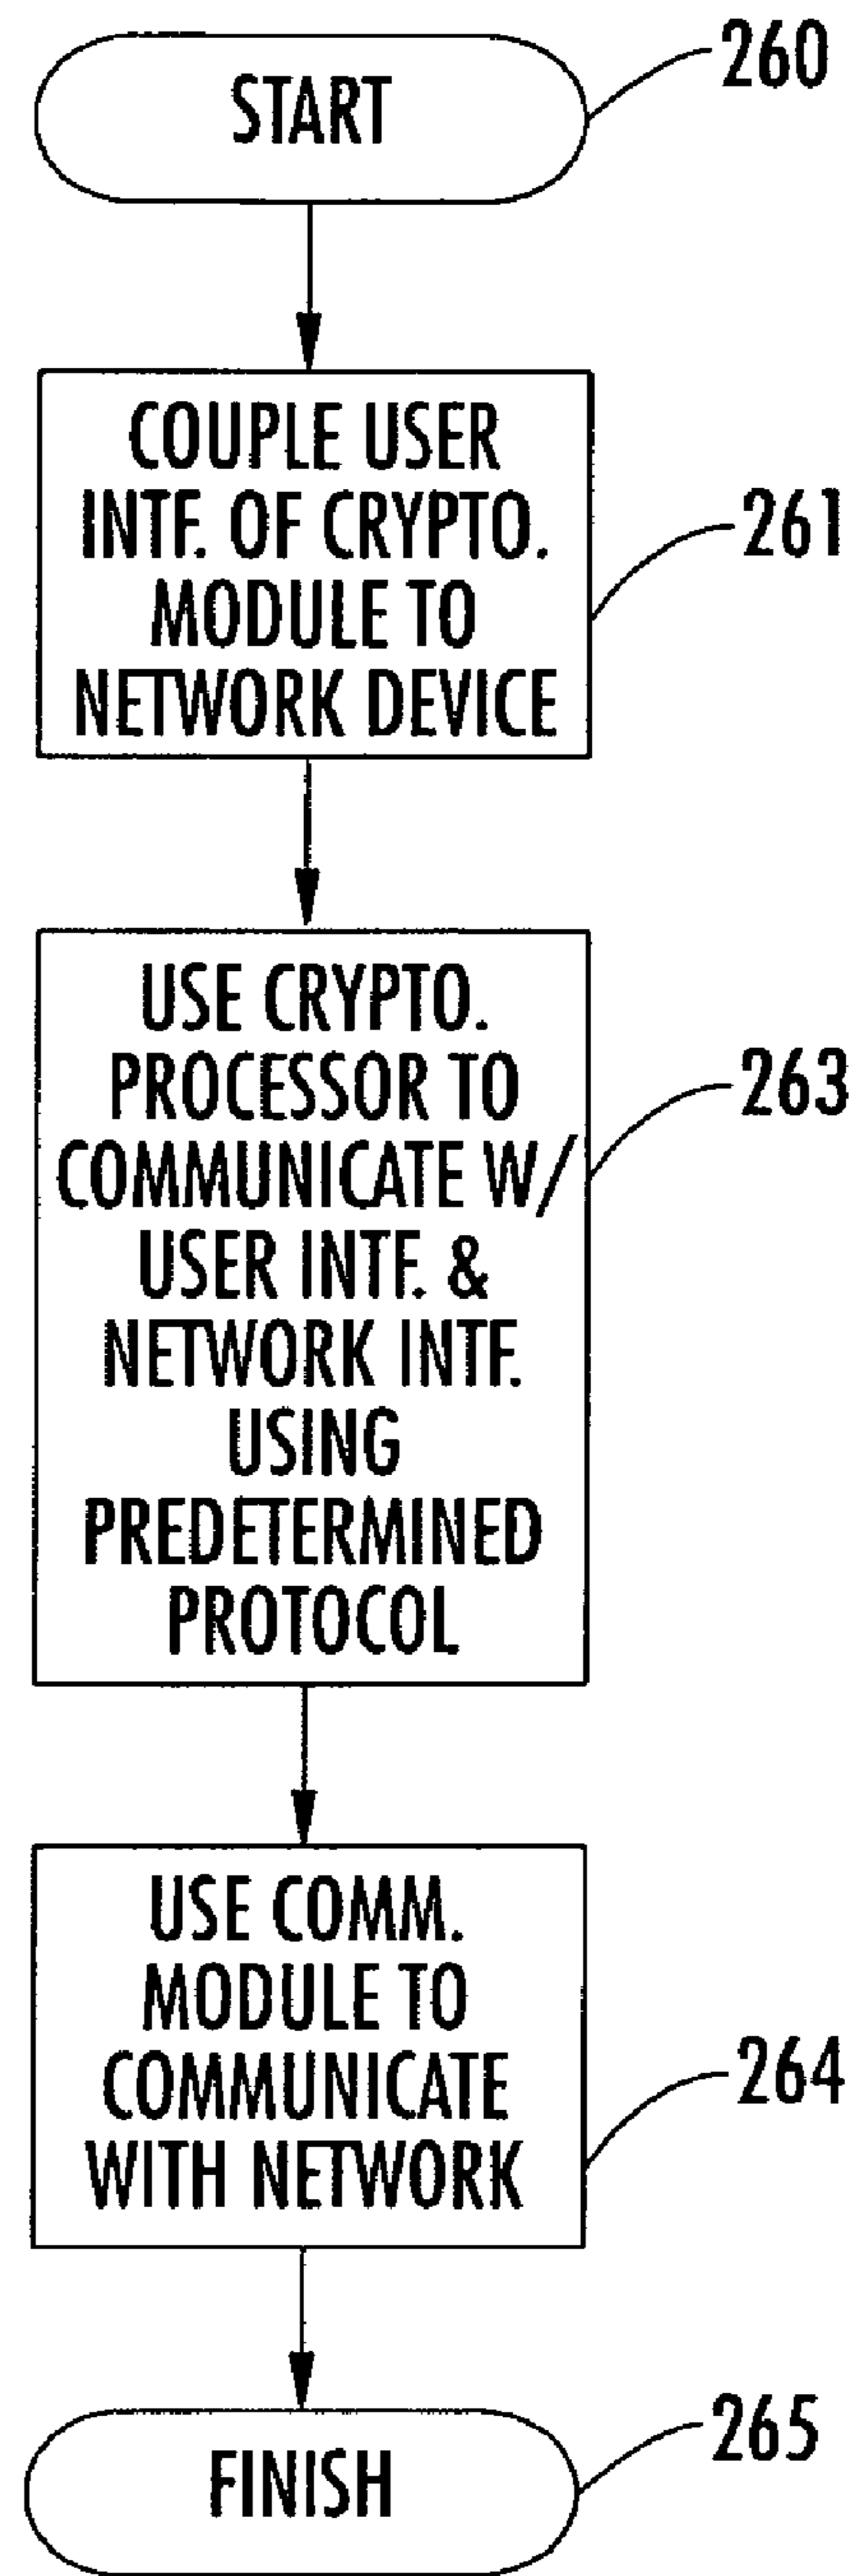 START
260
COUPLE USER
INTF. OF CRYPTO.
MODULE TO
NETWORK DEVICE
261
USE CRYPTO.
PROCESSOR TO
COMMUNICATE W/
USER INTF. &
NETWORK INTF.
USING
PREDETERMINED
PROTOCOL
263
USE COMM.
MODULE TO
COMMUNICATE
WITH NETWORK
264
FINISH
265